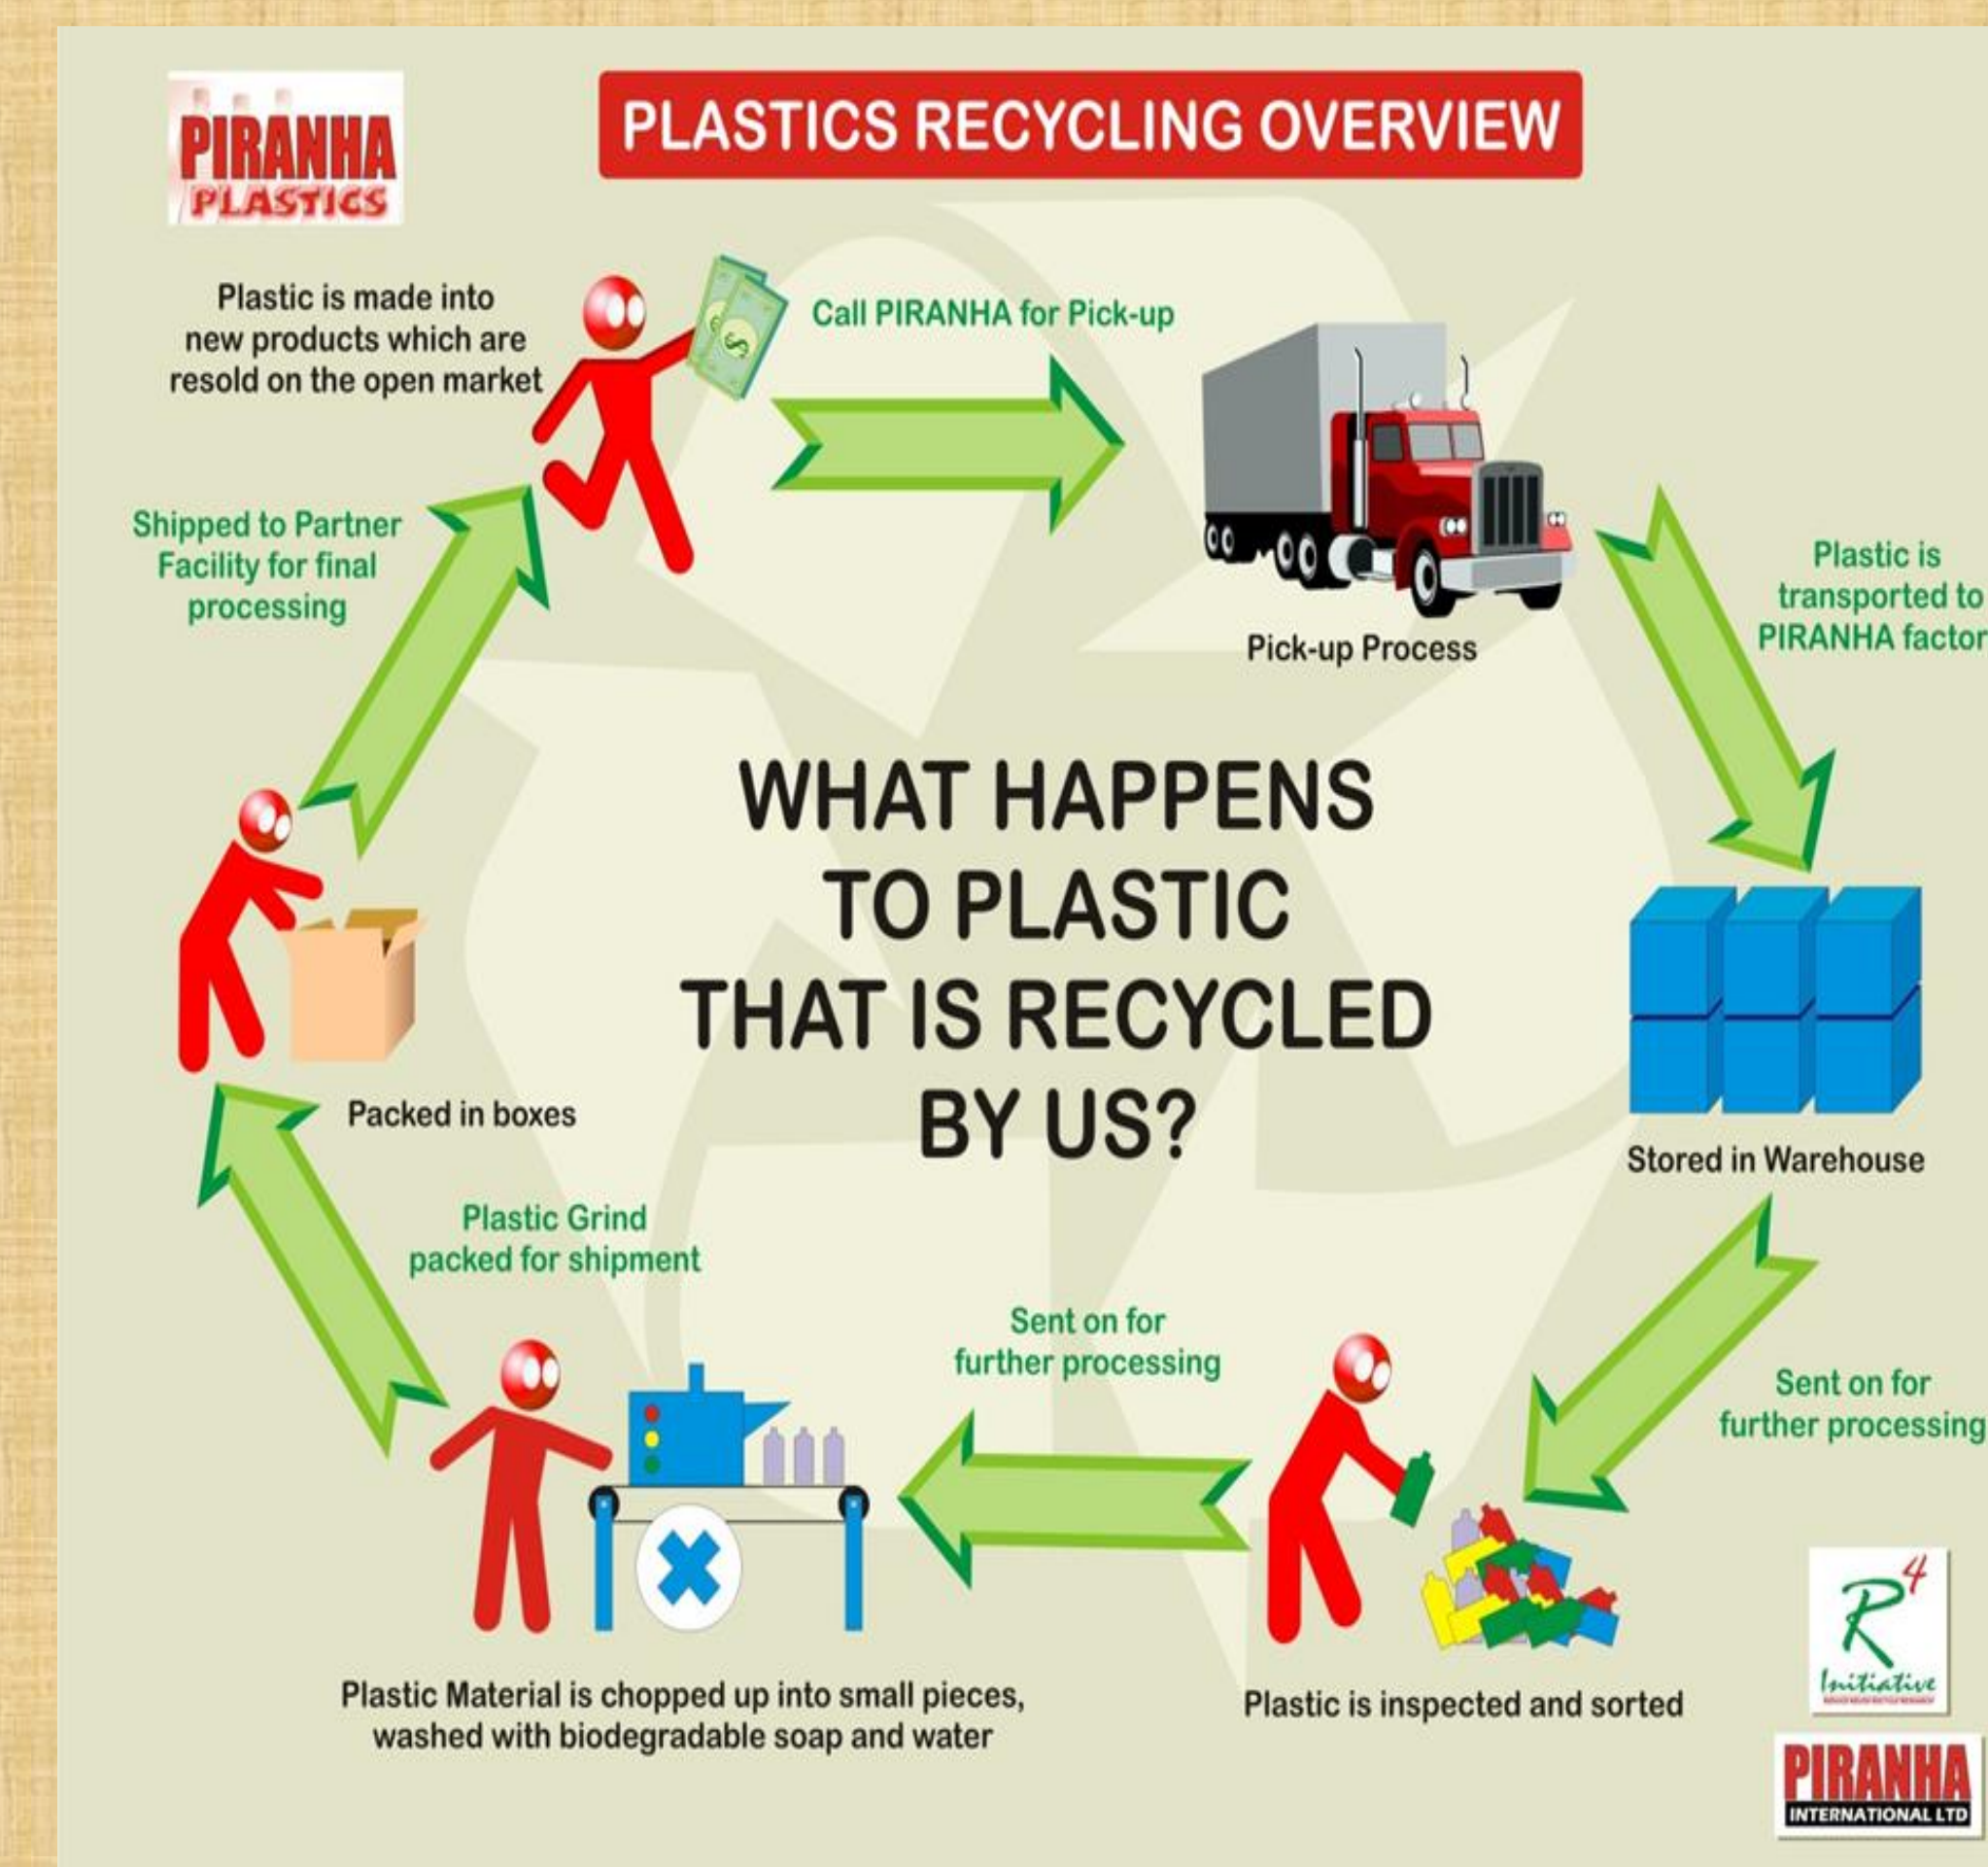 PIRANHA
PLASTICS
PLASTICS RECYCLING OVERVIEW
Plastic is made into
new products which are
resold on the open market
Call PIRANHA for Pick-up
Pick-up Process
Plastic is
transported to
PIRANHA factor
Shipped to Partner
Facility for final
processing
WHAT HAPPENS
TO PLASTIC
THAT IS RECYCLED
BY US?
Stored in Warehouse
Packed in boxes
Plastic Grind
packed for shipment
Sent on for
further processing
Sent on for
further processing
Plastic Material is chopped up into small pieces,
washed with biodegradable soap and water
Plastic is inspected and sorted
R4
Initiative
PIRANHA
INTERNATIONAL LTD